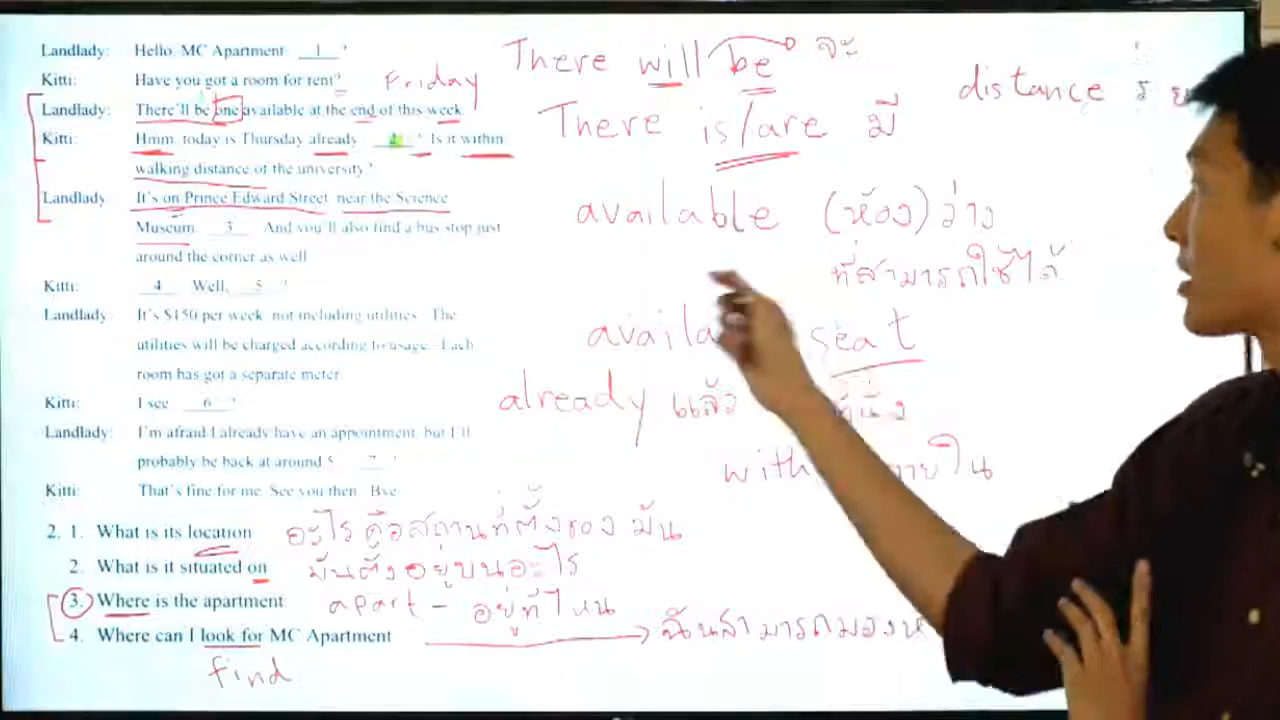 Landlady: Hello, MC Apartment 1 ?
Kitti: Have you got a room for rent?
Landlady: There'll be one available at the end of this week
Kitti: Hmm, today is Thursday already 2 ? Is it within
walking distance of the university?
Landlady: It's on Prince Edward Street near the Science
Museum 3 And you'll also find a bus stop just
around the corner as well
Kitti: 4 Well, 5 ?
Landlady: It's $150 per week not including utilities The
utilities will be charged according to usage. Each
room has got a separate meter
Kitti: I see 6 ?
Landlady: I'm afraid I already have an appointment, but I'll
probably be back at around 5 7 ?
Kitti: That's fine for me. See you then. Bye
2. 1. What is its location
2. What is it situated on
3. Where is the apartment
4. Where can I look for MC Apartment
find
Friday
There will be จะ
There is/are มี
available (ห้อง) ว่าง
ที่สามารถใช้ได้
seat
already แล้ว
distance
อะไรคือสถานที่ตั้งของ มัน
มันตั้งอยู่บนอะไร
apart - อยู่ที่ไหน
ฉันสามารถมองห